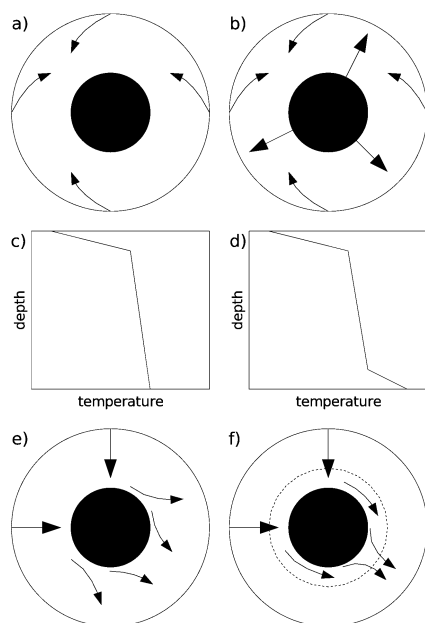 a)
b)
c)
d)
depth
depth
temperature
temperature
e)
f)